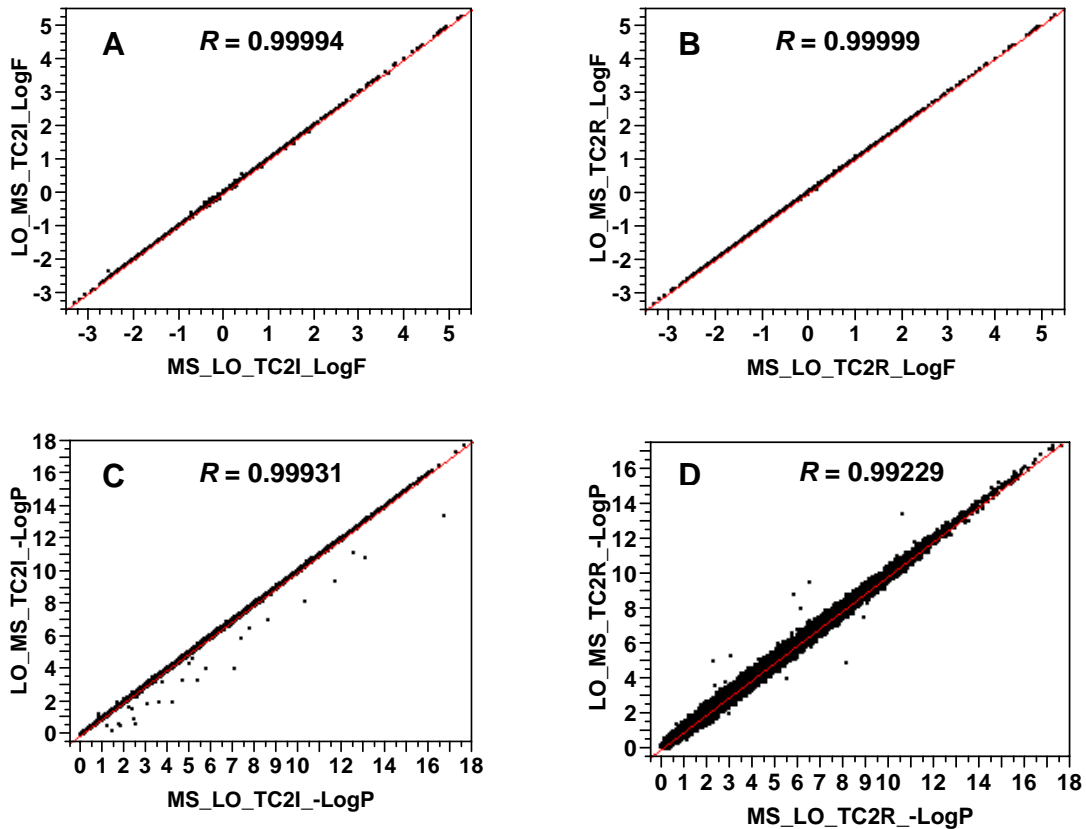 A
R = 0.99994
LO_MS_TC2I_LogF
5
4
3
2
1
0
-1
-2
-3
-3 -2 -1 0 1 2 3 4 5
MS_LO_TC2I_LogF
B
R = 0.99999
LO_MS_TC2R_LogF
5
4
3
2
1
0
-1
-2
-3
-3 -2 -1 0 1 2 3 4 5
MS_LO_TC2R_LogF
C
R = 0.99931
LO_MS_TC2I_-LogP
18
16
14
12
10
8
6
4
2
0
0 1 2 3 4 5 6 7 8 9 10 12 14 16 18
MS_LO_TC2I_-LogP
D
R = 0.99229
LO_MS_TC2R_-LogP
16
14
12
10
8
6
4
2
0
0 1 2 3 4 5 6 7 8 9 10 12 14 16 18
MS_LO_TC2R_-LogP